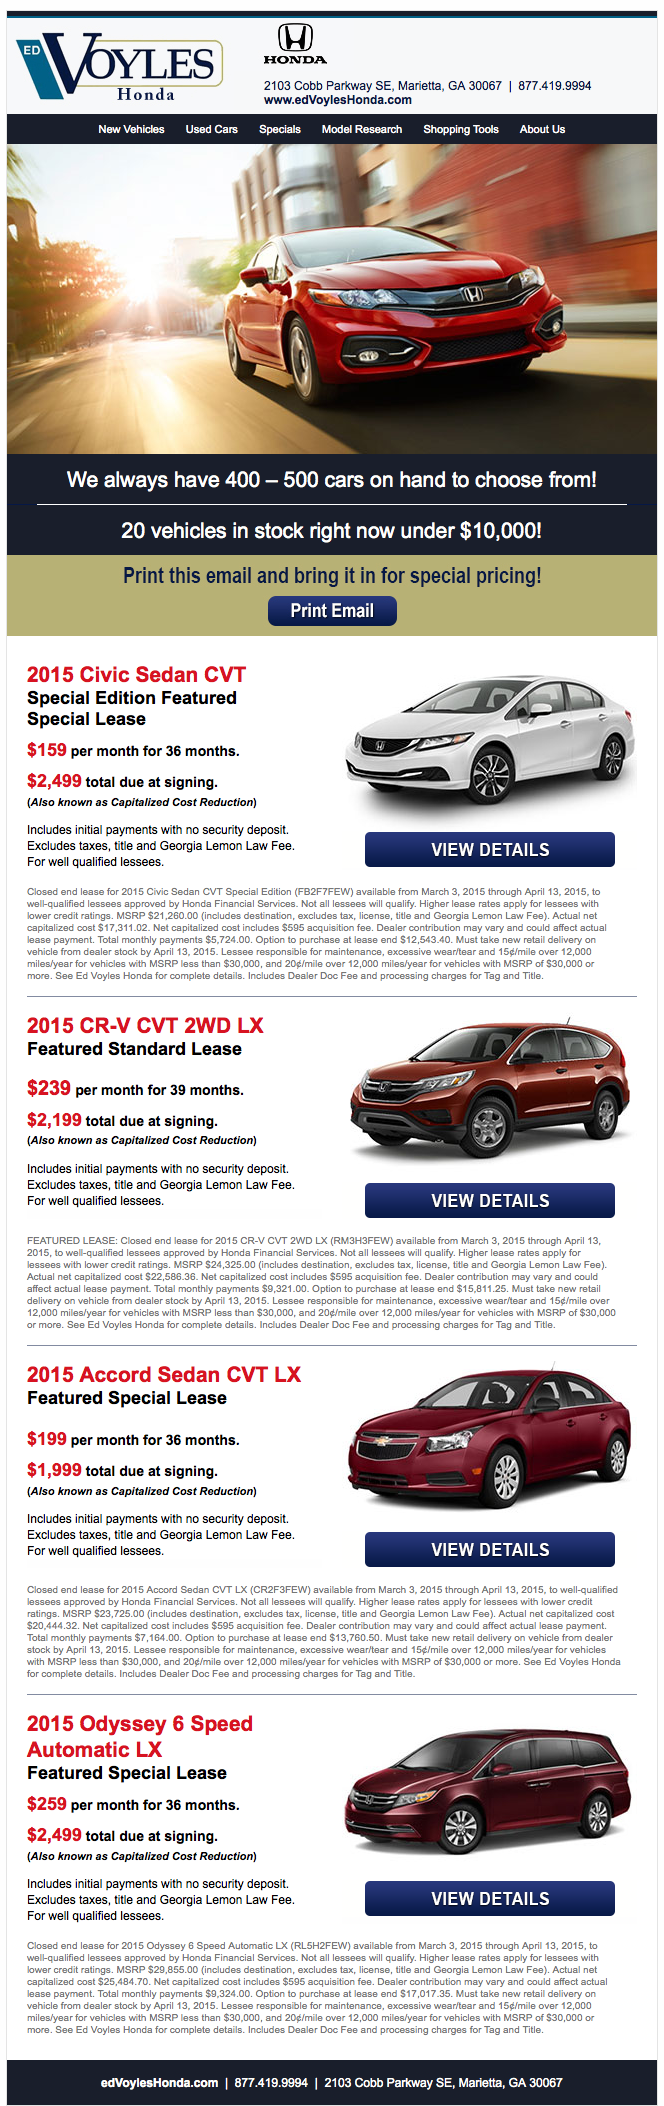 ED VOYLES
Honda
HONDA
2103 Cobb Parkway SE, Marietta, GA 30067 | 877.419.9994
www.edVoylesHonda.com
New Vehicles Used Cars Specials Model Research Shopping Tools About Us
We always have 400 – 500 cars on hand to choose from!
20 vehicles in stock right now under $10,000!
Print this email and bring it in for special pricing!
Print Email
2015 Civic Sedan CVT
Special Edition Featured
Special Lease
$159 per month for 36 months.
$2,499 total due at signing.
(Also known as Capitalized Cost Reduction)
Includes initial payments with no security deposit.
Excludes taxes, title and Georgia Lemon Law Fee.
For well qualified lessees.
VIEW DETAILS
Closed end lease for 2015 Civic Sedan CVT Special Edition (FB2F7FEW) available from March 3, 2015 through April 13, 2015, to
well-qualified lessees approved by Honda Financial Services. Not all lessees will qualify. Higher lease rates apply for lessees with
lower credit ratings. MSRP $21,260.00 (includes destination, excludes tax, license, title and Georgia Lemon Law Fee). Actual net
capitalized cost $17,311.02. Net capitalized cost includes $595 acquisition fee. Dealer contribution may vary and could affect actual
lease payment. Total monthly payments $5,724.00. Option to purchase at lease end $12,543.40. Must take new retail delivery on
vehicle from dealer stock by April 13, 2015. Lessee responsible for maintenance, excessive wear/tear and 15¢/mile over 12,000
miles/year for vehicles with MSRP less than $30,000, and 20¢/mile over 12,000 miles/year for vehicles with MSRP of $30,000 or
more. See Ed Voyles Honda for complete details. Includes Dealer Doc Fee and processing charges for Tag and Title.
2015 CR-V CVT 2WD LX
Featured Standard Lease
$239 per month for 39 months.
$2,199 total due at signing.
(Also known as Capitalized Cost Reduction)
Includes initial payments with no security deposit.
Excludes taxes, title and Georgia Lemon Law Fee.
For well qualified lessees.
VIEW DETAILS
FEATURED LEASE: Closed end lease for 2015 CR-V CVT 2WD LX (RM3H3FEW) available from March 3, 2015 through April 13,
2015, to well-qualified lessees approved by Honda Financial Services. Not all lessees will qualify. Higher lease rates apply for
lessees with lower credit ratings. MSRP $24,325.00 (includes destination, excludes tax, license, title and Georgia Lemon Law Fee).
Actual net capitalized cost $22,586.36. Net capitalized cost includes $595 acquisition fee. Dealer contribution may vary and could
affect actual lease payment. Total monthly payments $9,321.00. Option to purchase at lease end $15,811.25. Must take new retail
delivery on vehicle from dealer stock by April 13, 2015. Lessee responsible for maintenance, excessive wear/tear and 15¢/mile over
12,000 miles/year for vehicles with MSRP less than $30,000, and 20¢/mile over 12,000 miles/year for vehicles with MSRP of $30,000
or more. See Ed Voyles Honda for complete details. Includes Dealer Doc Fee and processing charges for Tag and Title.
2015 Accord Sedan CVT LX
Featured Special Lease
$199 per month for 36 months.
$1,999 total due at signing.
(Also known as Capitalized Cost Reduction)
Includes initial payments with no security deposit.
Excludes taxes, title and Georgia Lemon Law Fee.
For well qualified lessees.
VIEW DETAILS
Closed end lease for 2015 Accord Sedan CVT LX (CR2F3FEW) available from March 3, 2015 through April 13, 2015, to well-qualified
lessees approved by Honda Financial Services. Not all lessees will qualify. Higher lease rates apply for lessees with lower credit
ratings. MSRP $23,725.00 (includes destination, excludes tax, license, title and Georgia Lemon Law Fee). Actual net capitalized cost
$20,444.32. Net capitalized cost includes $595 acquisition fee. Dealer contribution may vary and could affect actual lease payment.
Total monthly payments $7,164.00. Option to purchase at lease end $13,760.50. Must take new retail delivery on vehicle from dealer
stock by April 13, 2015. Lessee responsible for maintenance, excessive wear/tear and 15¢/mile over 12,000 miles/year for vehicles
with MSRP less than $30,000, and 20¢/mile over 12,000 miles/year for vehicles with MSRP of $30,000 or more. See Ed Voyles Honda
for complete details. Includes Dealer Doc Fee and processing charges for Tag and Title.
2015 Odyssey 6 Speed
Automatic LX
Featured Special Lease
$259 per month for 36 months.
$2,499 total due at signing.
(Also known as Capitalized Cost Reduction)
Includes initial payments with no security deposit.
Excludes taxes, title and Georgia Lemon Law Fee.
For well qualified lessees.
VIEW DETAILS
Closed end lease for 2015 Odyssey 6 Speed Automatic LX (RL5H2FEW) available from March 3, 2015 through April 13, 2015, to
well-qualified lessees approved by Honda Financial Services. Not all lessees will qualify. Higher lease rates apply for lessees with
lower credit ratings. MSRP $29,855.00 (includes destination, excludes tax, license, title and Georgia Lemon Law Fee). Actual net
capitalized cost $25,484.70. Net capitalized cost includes $595 acquisition fee. Dealer contribution may vary and could affect actual
lease payment. Total monthly payments $9,324.00. Option to purchase at lease end $17,017.35. Must take new retail delivery on
vehicle from dealer stock by April 13, 2015. Lessee responsible for maintenance, excessive wear/tear and 15¢/mile over 12,000
miles/year for vehicles with MSRP less than $30,000, and 20¢/mile over 12,000 miles/year for vehicles with MSRP of $30,000 or
more. See Ed Voyles Honda for complete details. Includes Dealer Doc Fee and processing charges for Tag and Title.
edVoylesHonda.com | 877.419.9994 | 2103 Cobb Parkway SE, Marietta, GA 30067